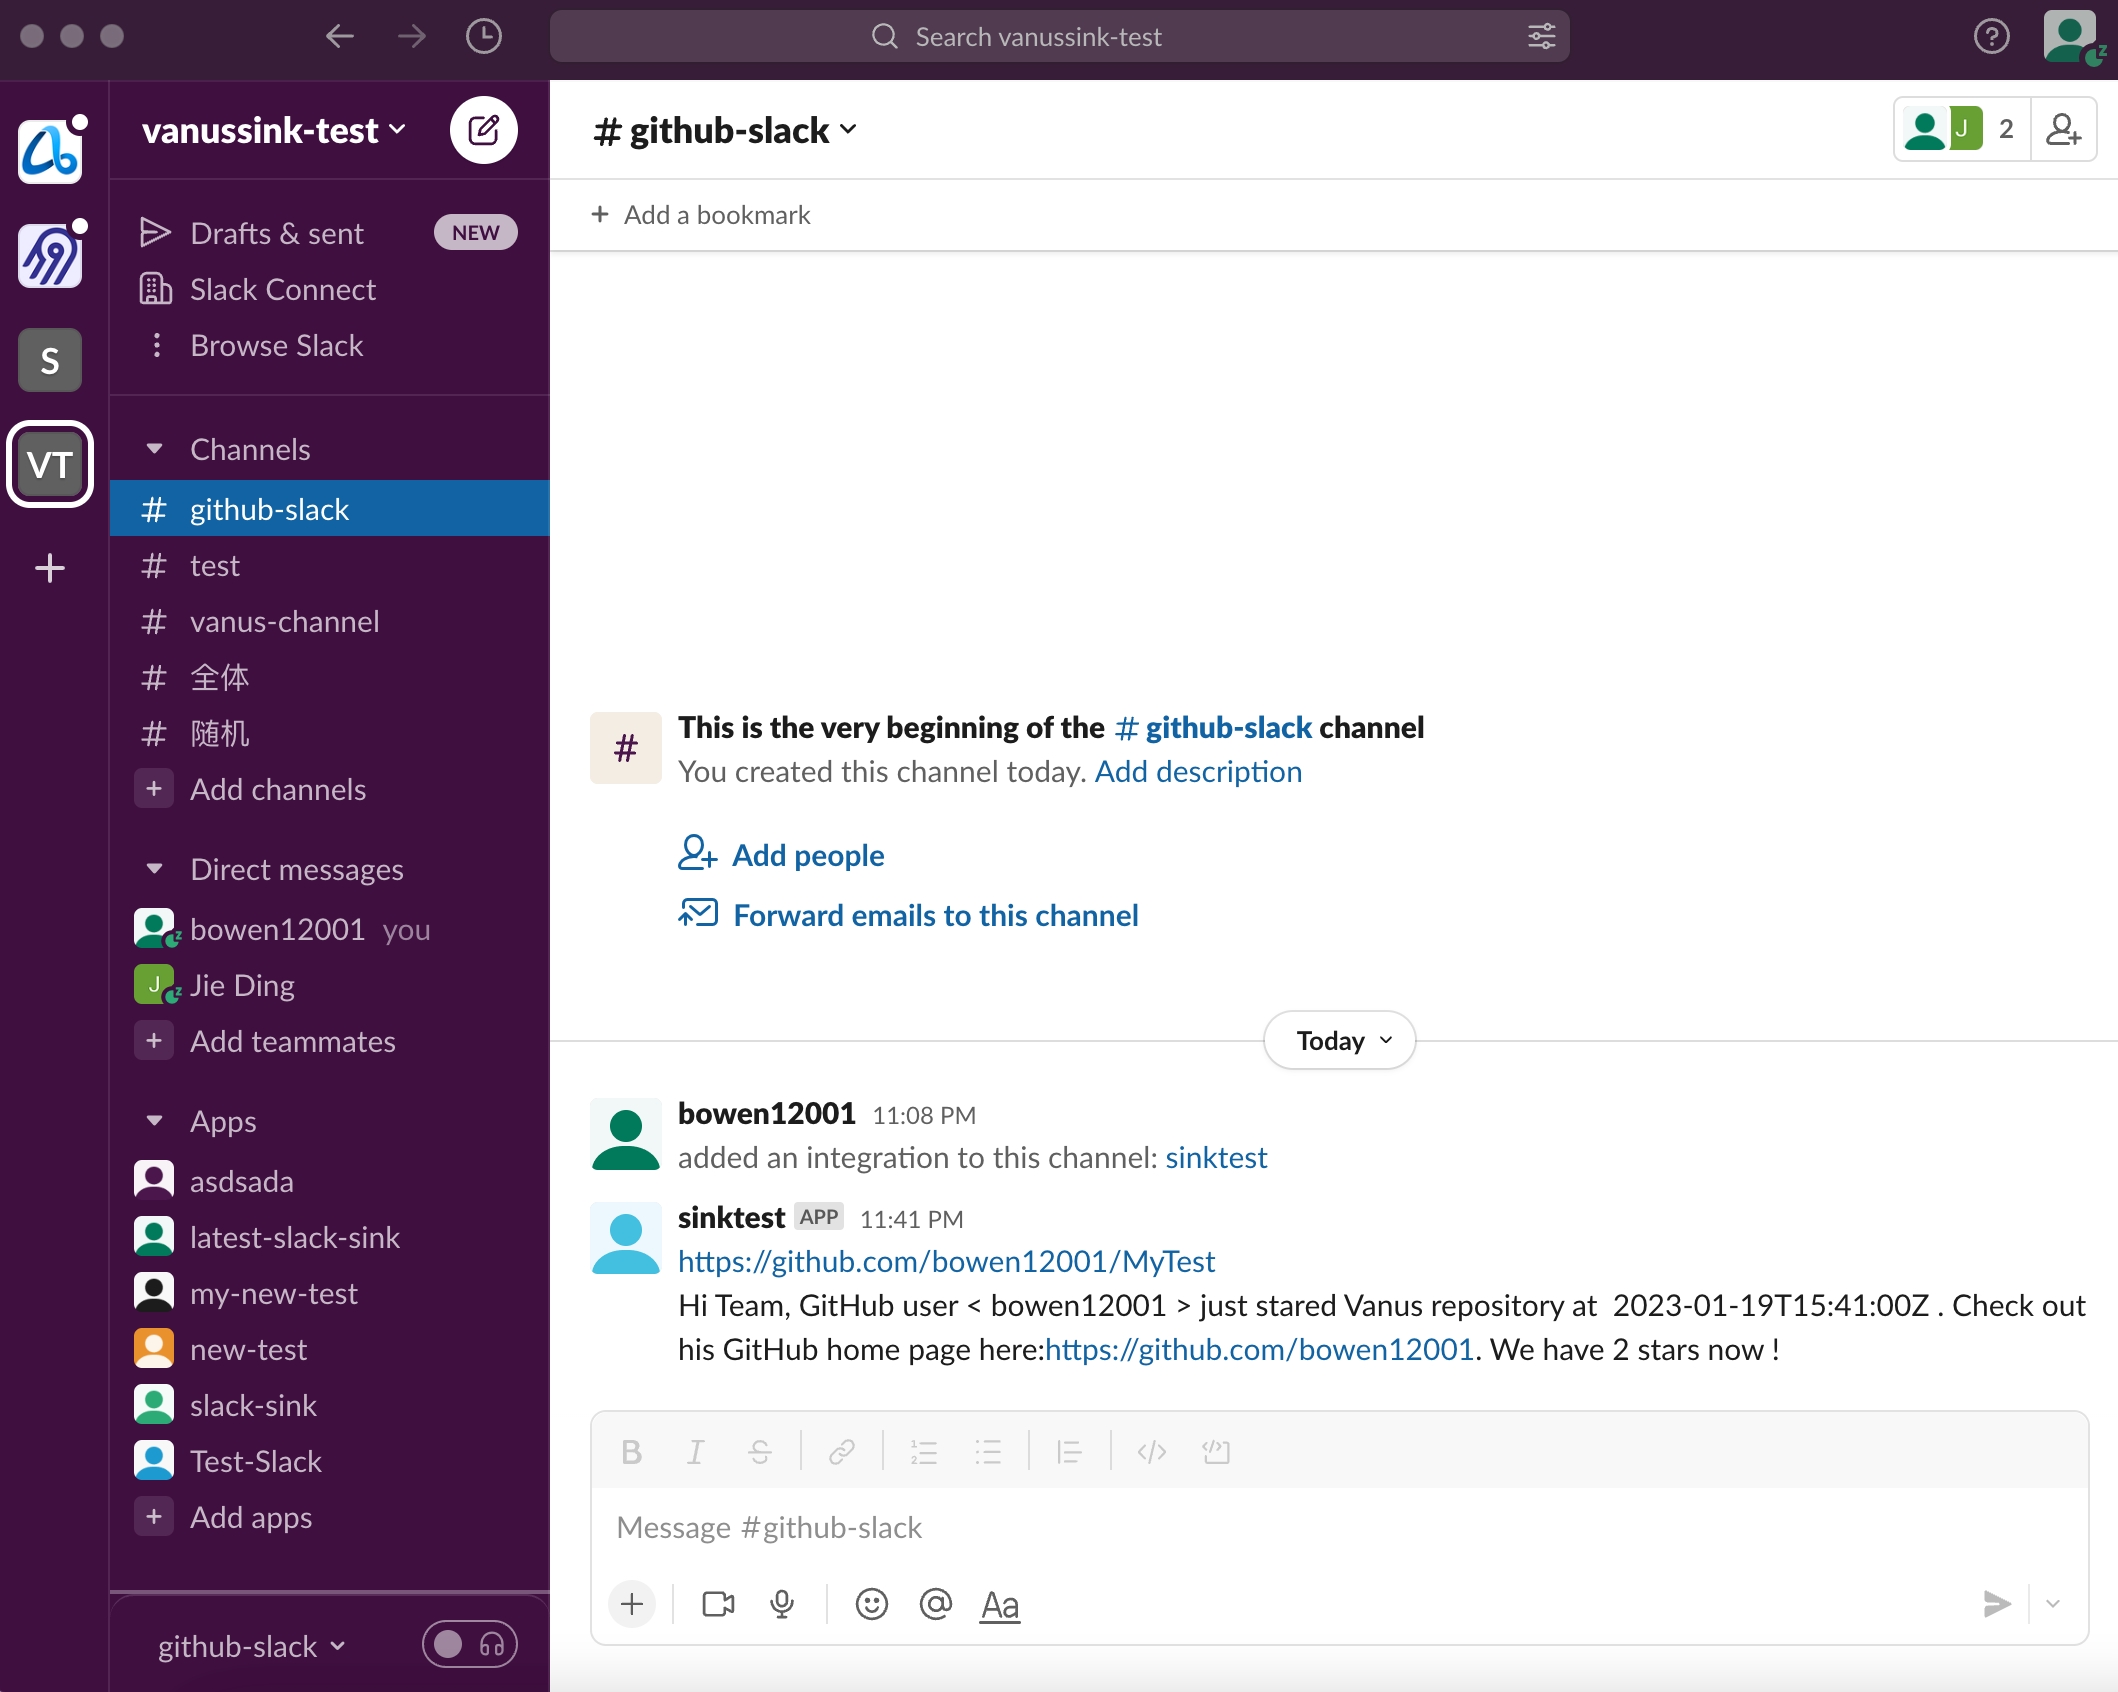 Search vanussink-test
S
VT
vanussink-test
Drafts & sent NEW
Slack Connect
Browse Slack
Channels
# github-slack
# test
# vanus-channel
# 全体
# 随机
+ Add channels
Direct messages
bowen12001 you
J Jie Ding
+ Add teammates
Apps
asdsada
latest-slack-sink
my-new-test
new-test
slack-sink
Test-Slack
+ Add apps
github-slack
# github-slack
J 2
+ Add a bookmark
# This is the very beginning of the # github-slack channel
You created this channel today. Add description
Add people
Forward emails to this channel
Today
bowen12001 11:08 PM
added an integration to this channel: sinktest
sinktest APP 11:41 PM
https://github.com/bowen12001/MyTest
Hi Team, GitHub user < bowen12001 > just stared Vanus repository at 2023-01-19T15:41:00Z . Check out
his GitHub home page here:https://github.com/bowen12001. We have 2 stars now !
B I S
Message #github-slack
+ @ Aa